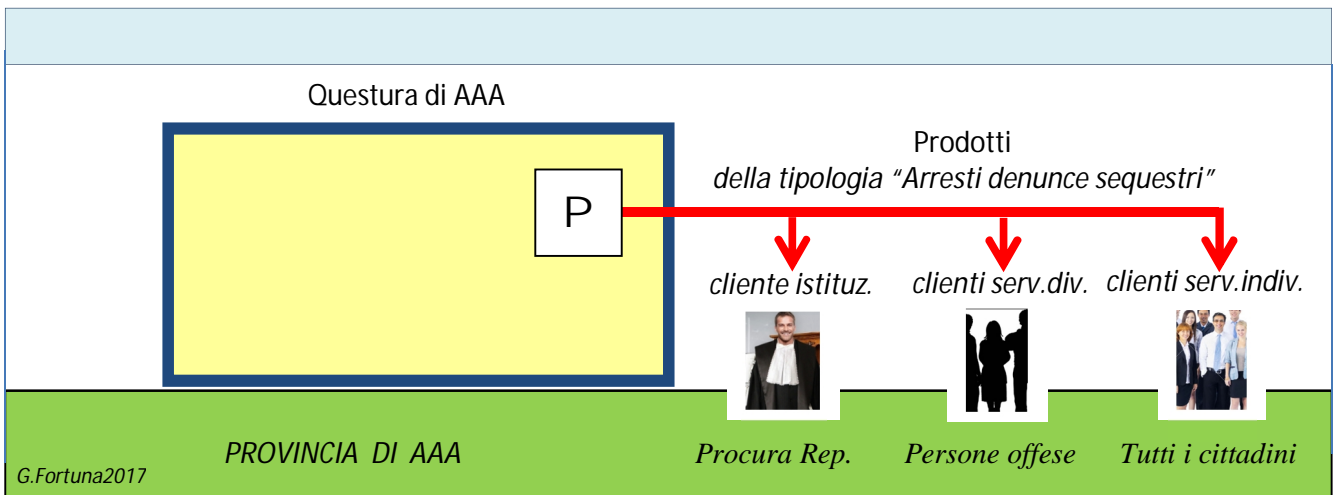 Questura di AAA
Prodotti
della tipologia “Arresti denunce sequestri”
P
cliente istituz.
clienti serv.div.
clienti serv.indiv.
PROVINCIA DI AAA
Procura Rep.
Persone offese
Tutti i cittadini
G.Fortuna2017